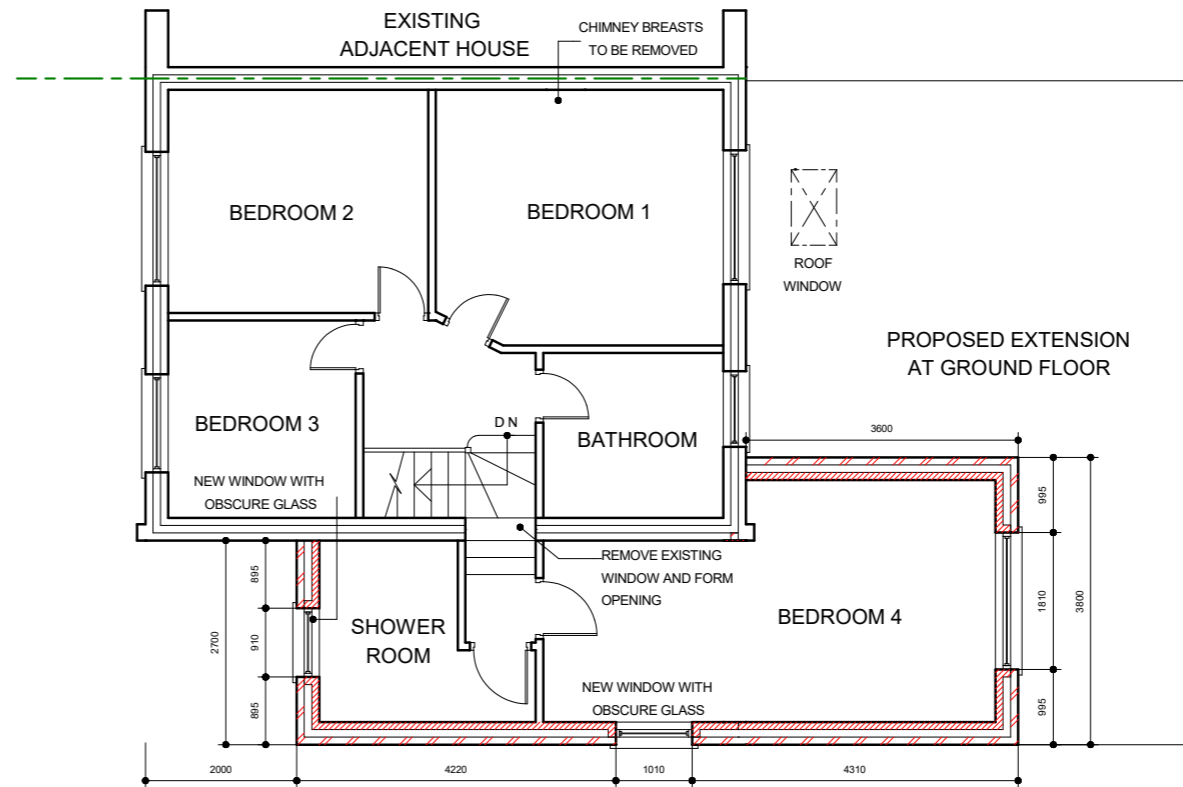 EXISTING
ADJACENT HOUSE
CHIMNEY BREASTS
TO BE REMOVED
BEDROOM 2
BEDROOM 1
ROOF
WINDOW
PROPOSED EXTENSION
AT GROUND FLOOR
BEDROOM 3
DN
BATHROOM
3600
NEW WINDOW WITH
OBSCURE GLASS
995
REMOVE EXISTING
WINDOW AND FORM
OPENING
895
2700
910
895
SHOWER
ROOM
BEDROOM 4
1810
3800
NEW WINDOW WITH
OBSCURE GLASS
995
2000
4220
1010
4310